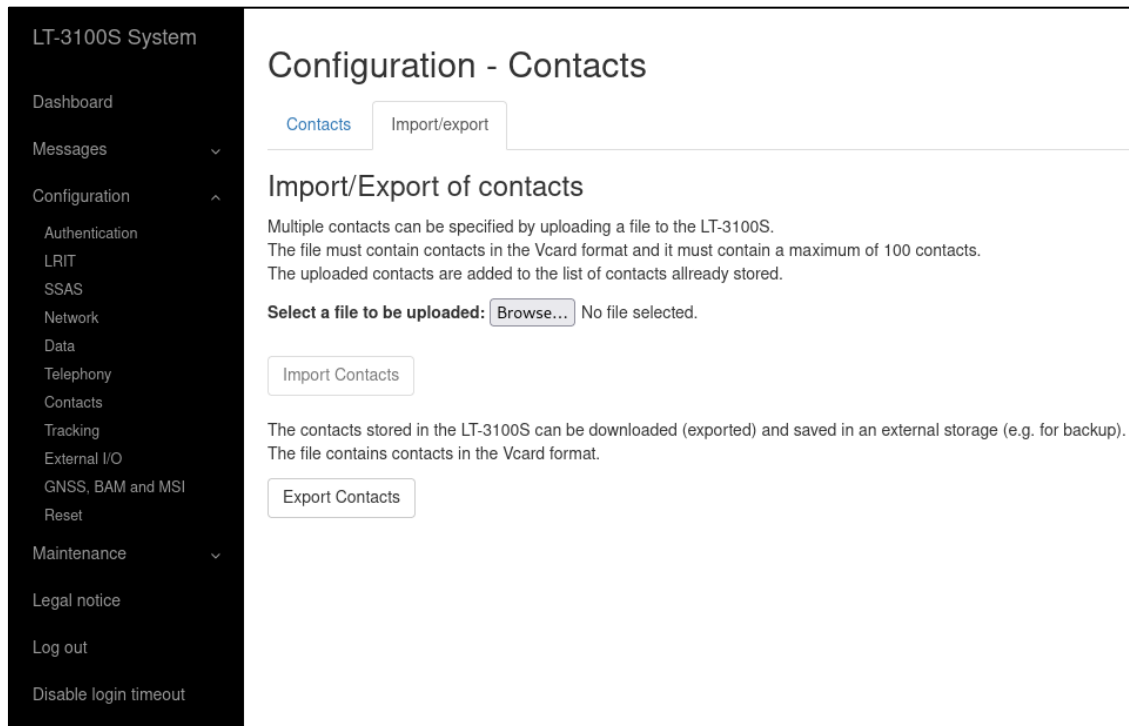 LT-3100S System
Dashboard
Messages
Configuration
Authentication
LRIT
SSAS
Network
Data
Telephony
Contacts
Tracking
External I/O
GNSS, BAM and MSI
Reset
Maintenance
Legal notice
Log out
Disable login timeout
Configuration - Contacts
Contacts Import/export
Import/Export of contacts
Multiple contacts can be specified by uploading a file to the LT-3100S.
The file must contain contacts in the Vcard format and it must contain a maximum of 100 contacts.
The uploaded contacts are added to the list of contacts allready stored.
Select a file to be uploaded: Browse... No file selected.
Import Contacts
The contacts stored in the LT-3100S can be downloaded (exported) and saved in an external storage (e.g. for backup).
The file contains contacts in the Vcard format.
Export Contacts